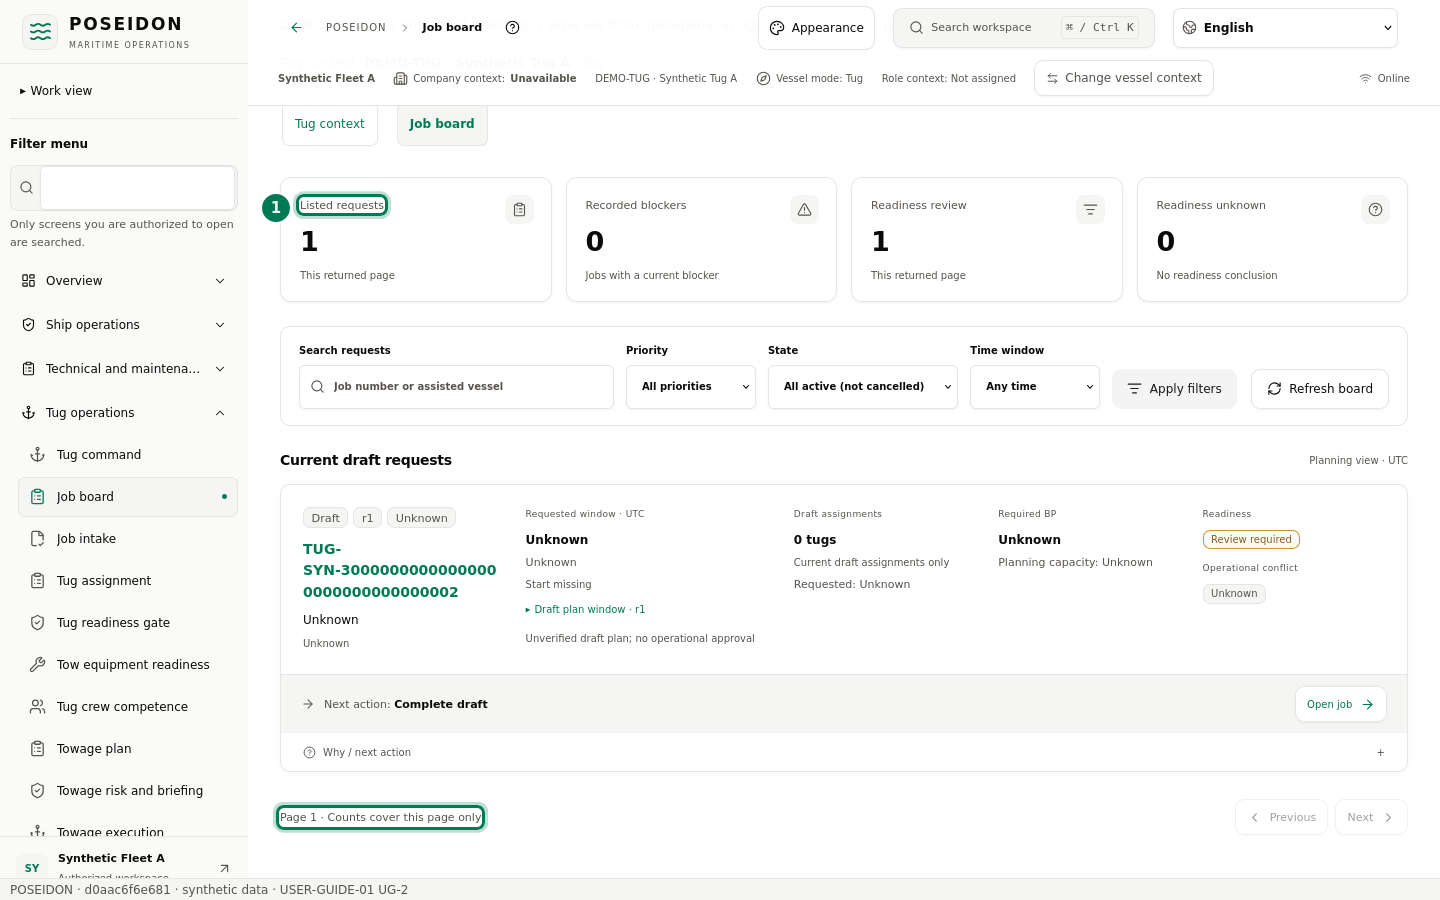 POSEIDON
MARITIME OPERATIONS
Work view
Filter menu
Only screens you are authorized to open
are searched.
Overview
Ship operations
Technical and maintena...
Tug operations
Tug command
Job board
Job intake
Tug assignment
Tug readiness gate
Tow equipment readiness
Tug crew competence
Towage plan
Towage risk and briefing
Towage execution
SY
Synthetic Fleet A
Authorized workspace
POSEIDON
Job board
Appearance
Search workspace
⌘ / Ctrl K
English
Synthetic Fleet A
Company context: Unavailable
DEMO-TUG · Synthetic Tug A
Vessel mode: Tug
Role context: Not assigned
Change vessel context
Online
Tug context
Job board
1
Listed requests
1
This returned page
Recorded blockers
0
Jobs with a current blocker
Readiness review
1
This returned page
Readiness unknown
0
No readiness conclusion
Search requests
Job number or assisted vessel
Priority
All priorities
State
All active (not cancelled)
Time window
Any time
Apply filters
Refresh board
Current draft requests
Planning view · UTC
Draft
r1
Unknown
TUG-
SYN-3000000000000000
0000000000000002
Unknown
Unknown
Requested window · UTC
Unknown
Unknown
Start missing
Draft plan window · r1
Unverified draft plan; no operational approval
Draft assignments
0 tugs
Current draft assignments only
Requested: Unknown
Required BP
Unknown
Planning capacity: Unknown
Readiness
Review required
Operational conflict
Unknown
Next action: Complete draft
Open job
Why / next action
+
Page 1 · Counts cover this page only
Previous
Next
POSEIDON · d0aac6f6e681 · synthetic data · USER-GUIDE-01 UG-2